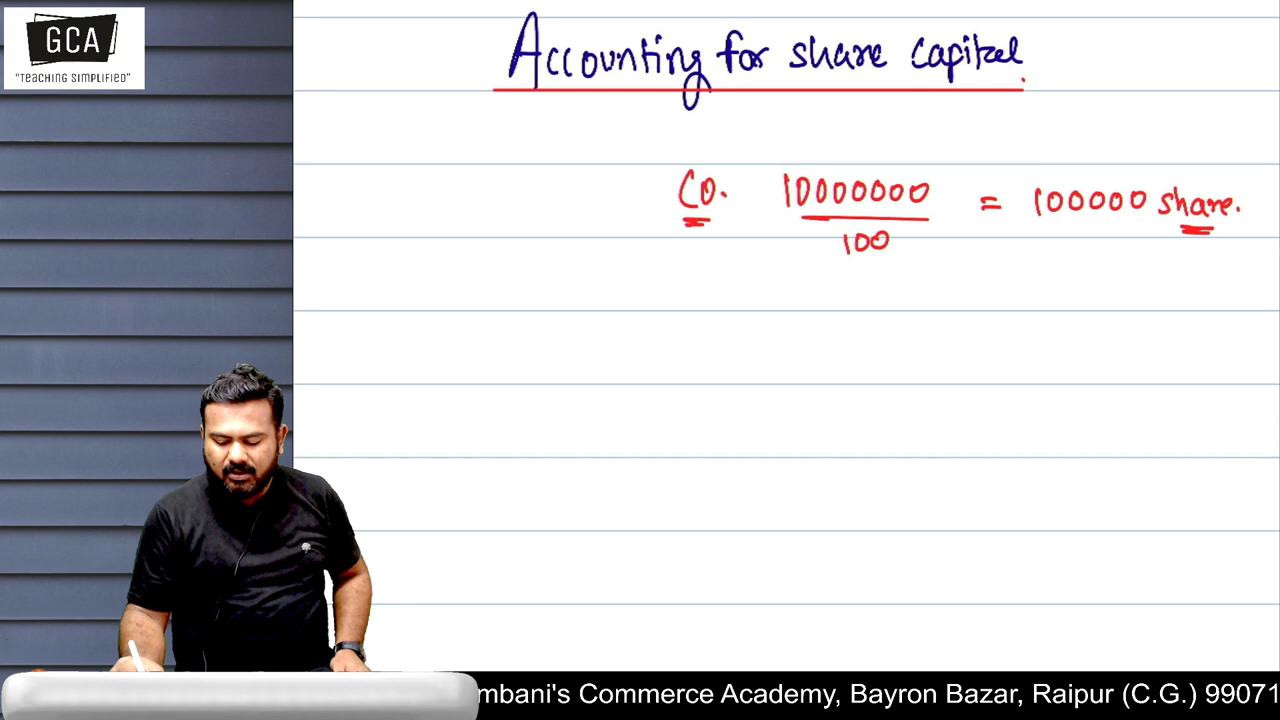 GCA
"TEACHING SIMPLIFIED"
Accounting for share capital
Co. 10000000 = 100000 share.
100
mbani's Commerce Academy, Bayron Bazar, Raipur (C.G.) 99071